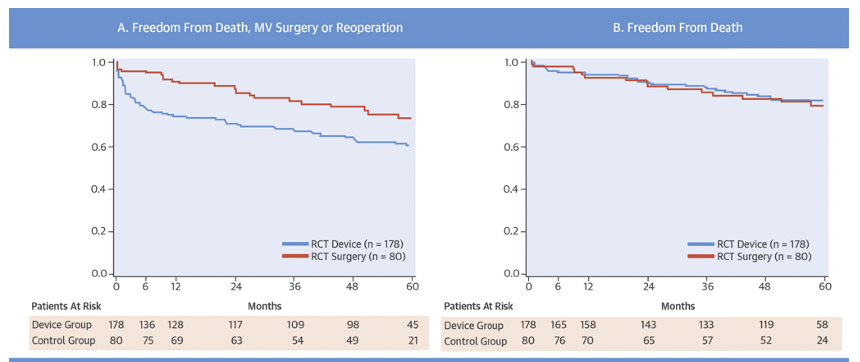 A. Freedom From Death, MV Surgery or Reoperation
1.0
0.8
0.6
0.4
0.2
0.0
RCT Device (n = 178)
RCT Surgery (n = 80)
0 6 12 24 36 48 60
Patients At Risk Months
Device Group 178 136 128 117 109 98 45
Control Group 80 75 69 63 54 49 21
B. Freedom From Death
1.0
0.8
0.6
0.4
0.2
0.0
RCT Device (n = 178)
RCT Surgery (n = 80)
0 6 12 24 36 48 60
Patients At Risk Months
Device Group 178 165 158 143 133 119 58
Control Group 80 76 70 65 57 52 24